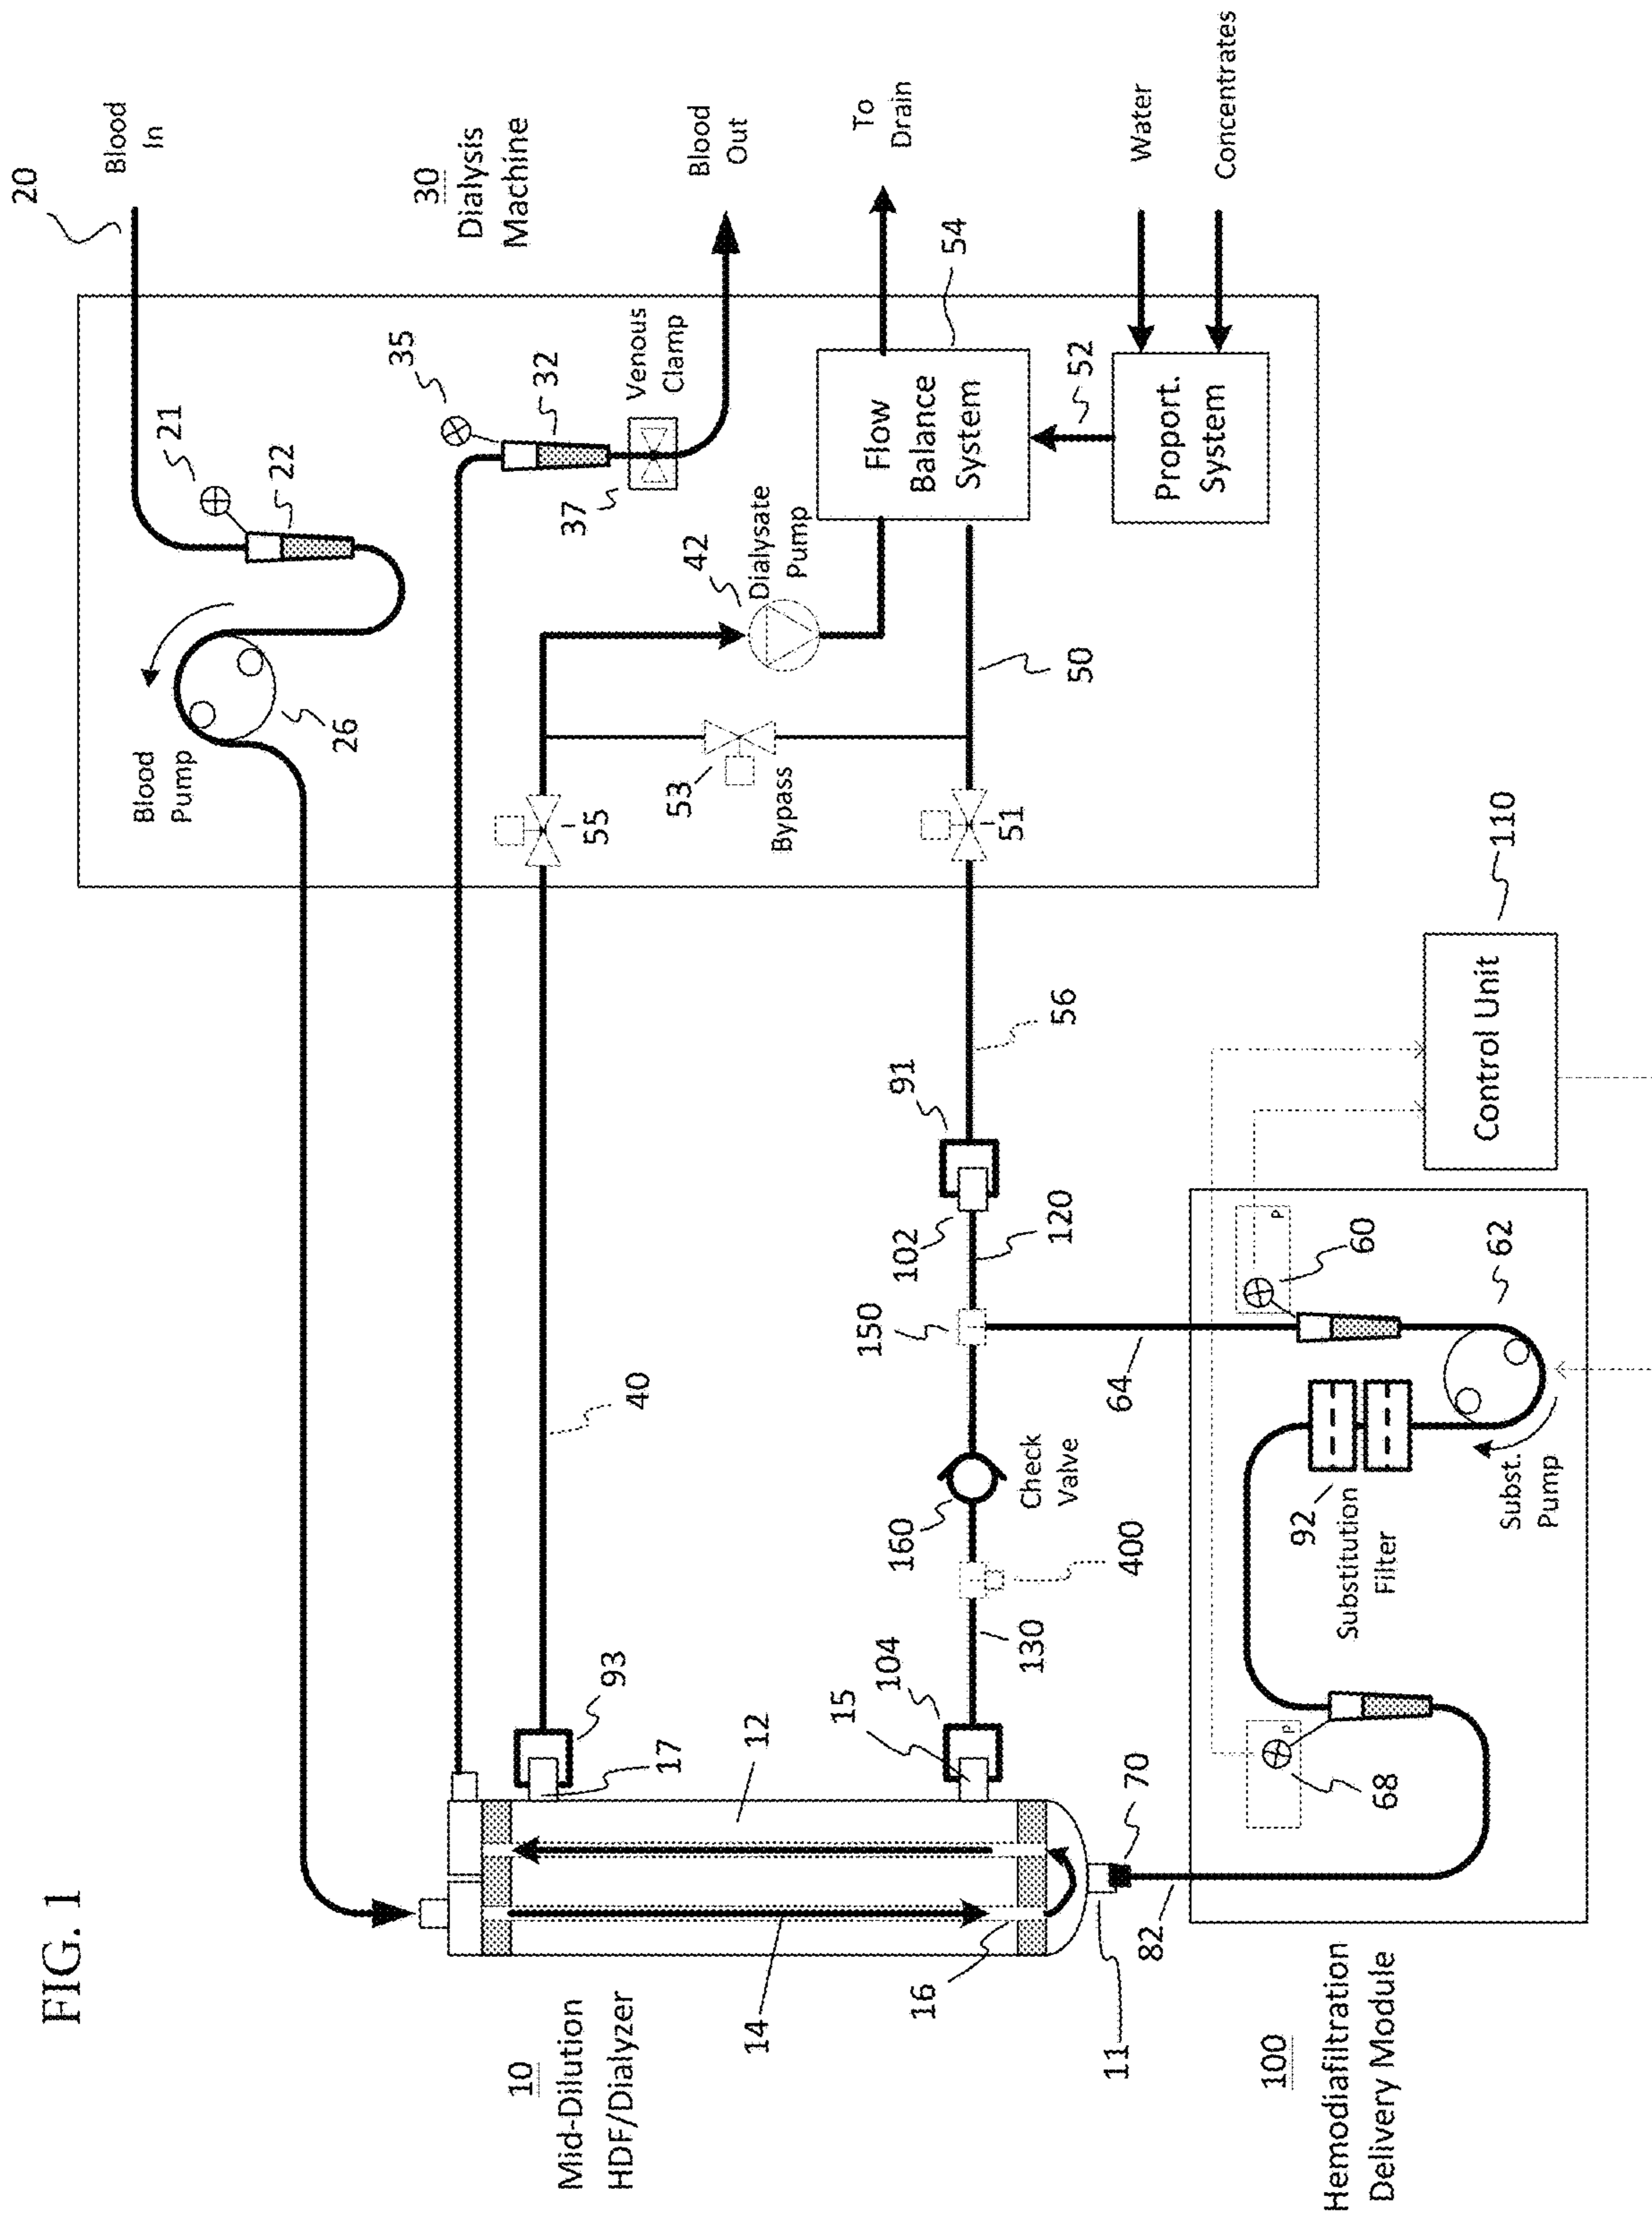 FIG. 1
20
Blood
In
Blood
Pump
21
22
26
30
Dialysis
Machine
35
32
Venous
Clamp
37
Blood
Out
10
Mid-Dilution
HDF/Dialyzer
93
17
40
55
53
Bypass
42
Dialysate
Pump
To
Drain
14
12
15
104
16
160
150
102
91
Flow
Balance
System
54
130
Check
Valve
120
56
51
50
52
11
70
82
400
64
Water
Concentrates
Proport.
System
100
Hemodiafiltration
Delivery Module
68
P
92
Substitution
Filter
60
P
62
Subst.
Pump
Control Unit
110